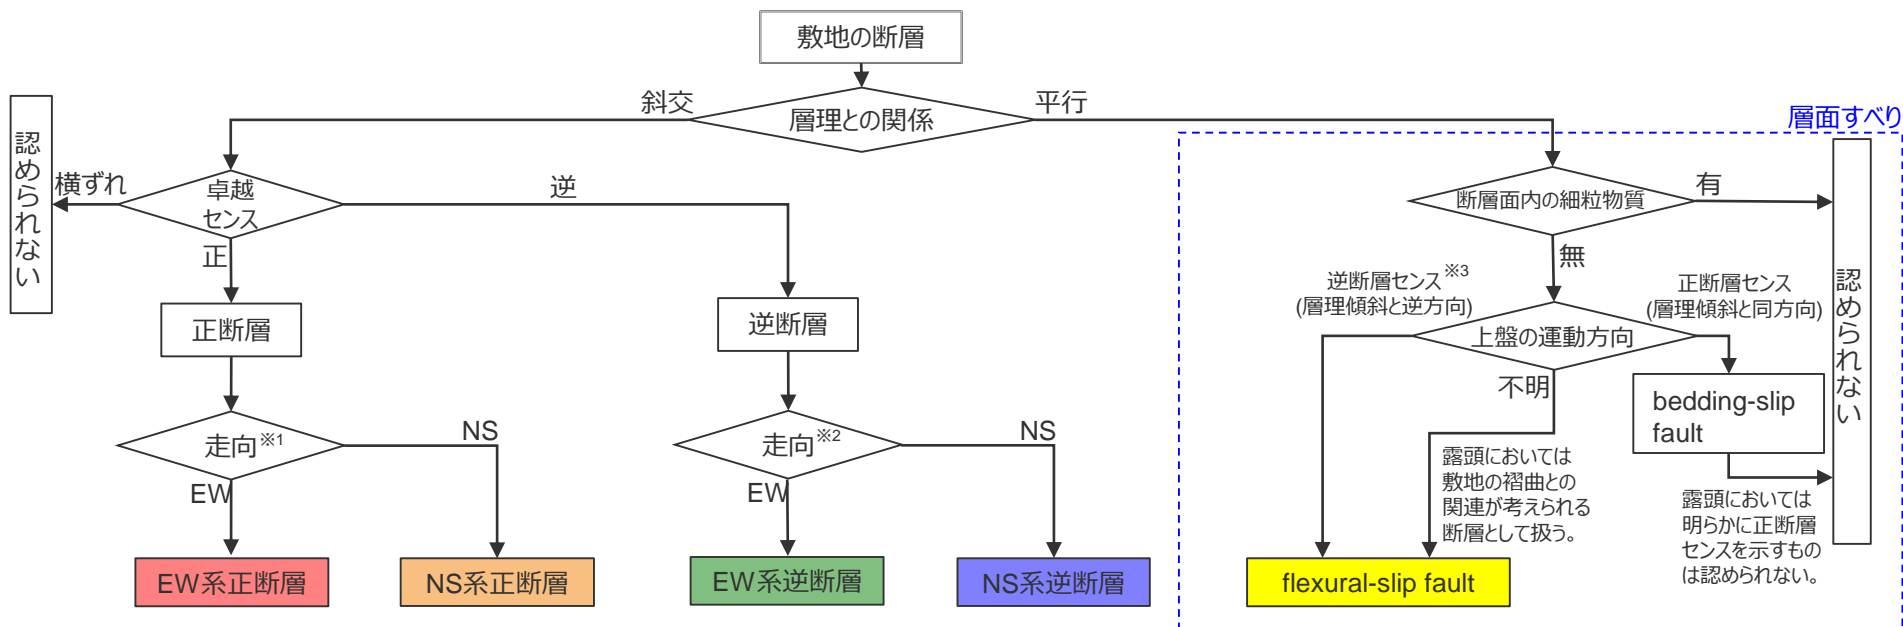 敷地の断層
層理との関係
斜交
平行
層面すべり
認められない
横ずれ
卓越
センス
逆
正
正断層
逆断層
走向※1
NS
EW
走向※2
NS
EW
EW系正断層
NS系正断層
EW系逆断層
NS系逆断層
断層面内の細粒物質
有
無
逆断層センス※3
(層理傾斜と逆方向)
正断層センス
(層理傾斜と同方向)
上盤の運動方向
不明
bedding-slip
fault
認められない
露頭においては
敷地の褶曲との
関連が考えられる
断層として扱う。
露頭においては
明らかに正断層
センスを示すもの
は認められない。
flexural-slip fault